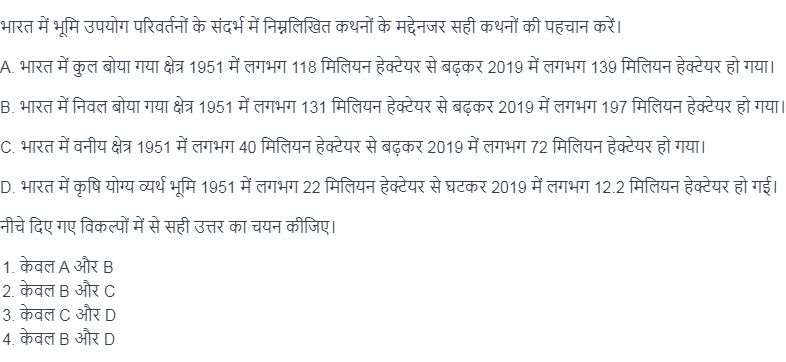 भारत में भूमि उपयोग परिवर्तनों के संदर्भ में निम्नलिखित कथनों के मद्देनजर सही कथनों की पहचान करें।
A. भारत में कुल बोया गया क्षेत्र 1951 में लगभग 118 मिलियन हेक्टेयर से बढ़कर 2019 में लगभग 139 मिलियन हेक्टेयर हो गया।
B. भारत में निवल बोया गया क्षेत्र 1951 में लगभग 131 मिलियन हेक्टेयर से बढ़कर 2019 में लगभग 197 मिलियन हेक्टेयर हो गया।
C. भारत में वनीय क्षेत्र 1951 में लगभग 40 मिलियन हेक्टेयर से बढ़कर 2019 में लगभग 72 मिलियन हेक्टेयर हो गया।
D. भारत में कृषि योग्य व्यर्थ भूमि 1951 में लगभग 22 मिलियन हेक्टेयर से घटकर 2019 में लगभग 12.2 मिलियन हेक्टेयर हो गई।
नीचे दिए गए विकल्पों में से सही उत्तर का चयन कीजिए।
1. केवल A और B
2. केवल B और C
3. केवल C और D
4. केवल B और D